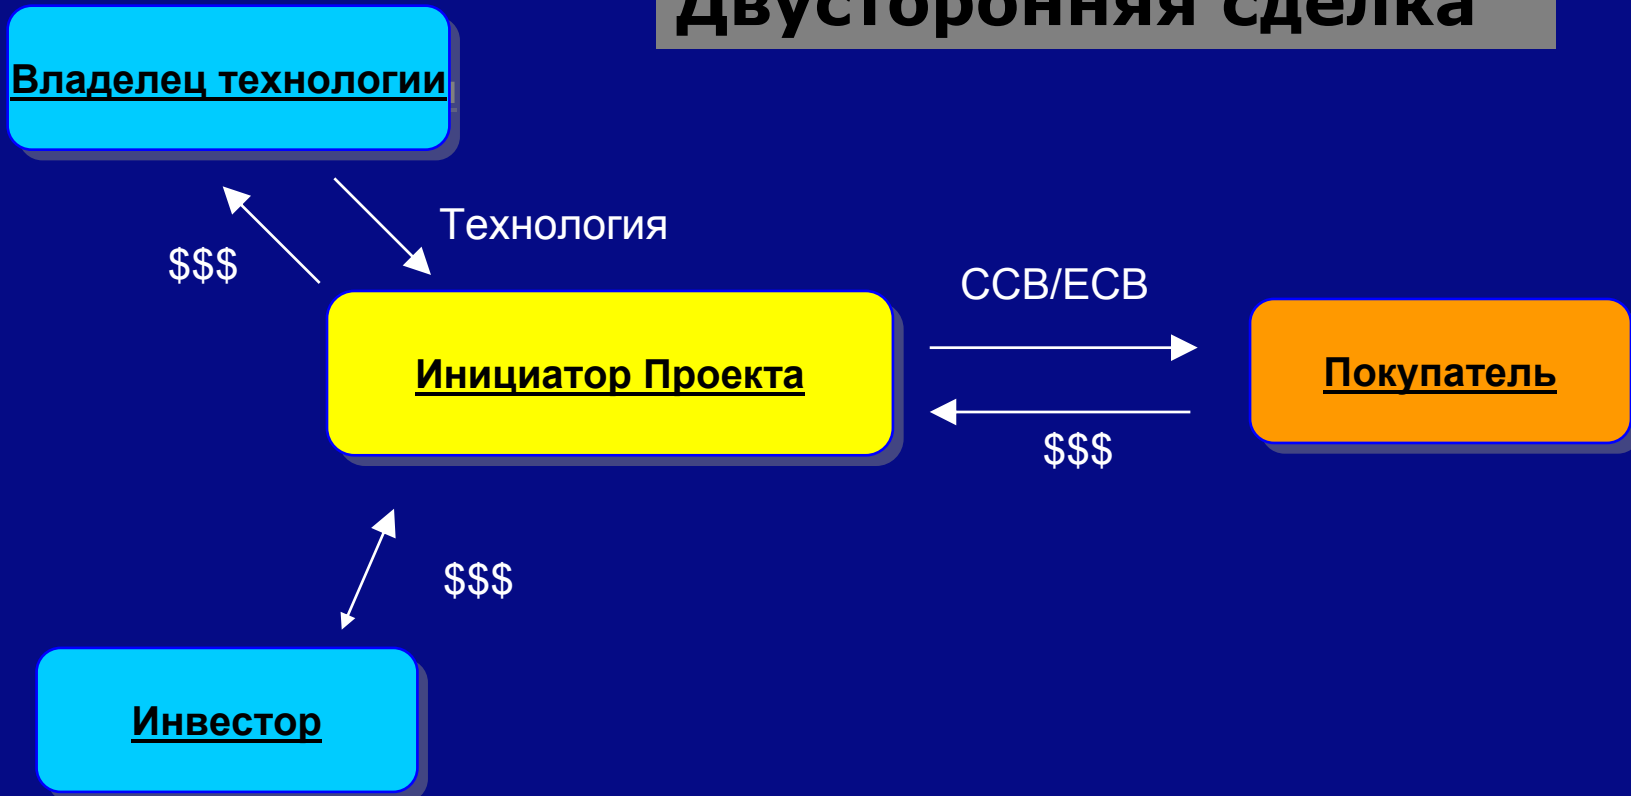 Двусторонняя сделка
Владелец технологии
Технология
$$$
ССВ/ЕСВ
Инициатор Проекта
Покупатель
$$$
$$$
Инвестор